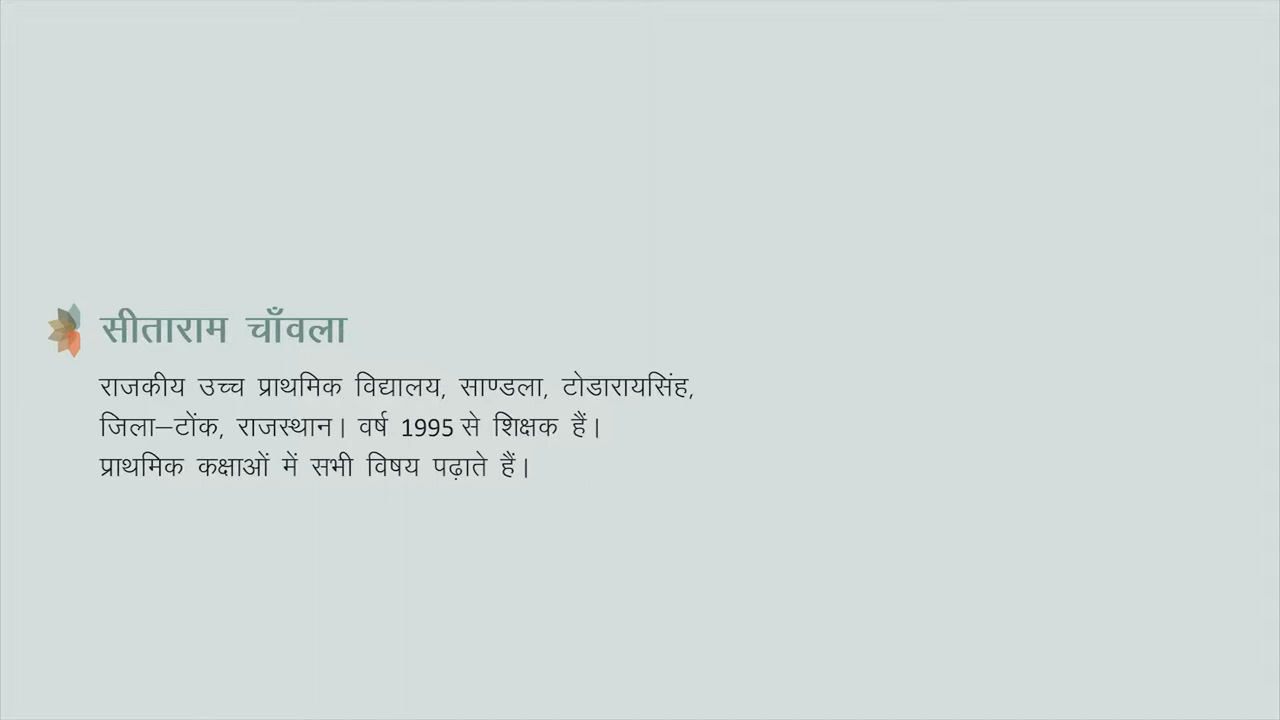 सीताराम चाँवला
राजकीय उच्च प्राथमिक विद्यालय, साण्डला, टोडारायसिंह,
जिला–टोंक, राजस्थान। वर्ष 1995 से शिक्षक हैं।
प्राथमिक कक्षाओं में सभी विषय पढ़ाते हैं।